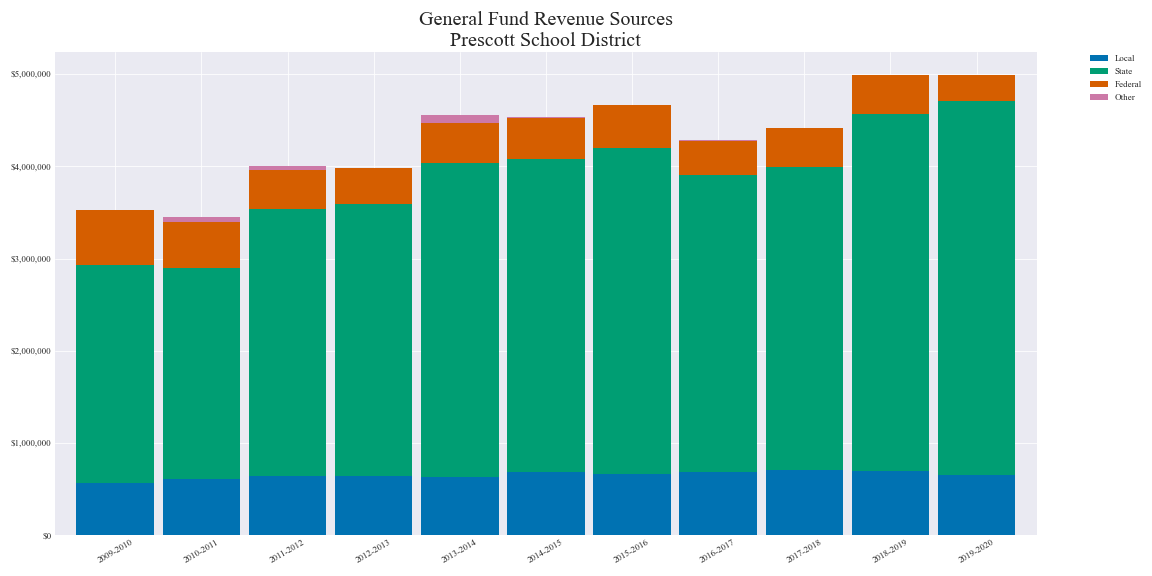 General Fund Revenue Sources
Prescott School District
Local
State
Federal
Other
$5,000,000
$4,000,000
$3,000,000
$2,000,000
$1,000,000
$0
2009-2010
2010-2011
2011-2012
2012-2013
2013-2014
2014-2015
2015-2016
2016-2017
2017-2018
2018-2019
2019-2020